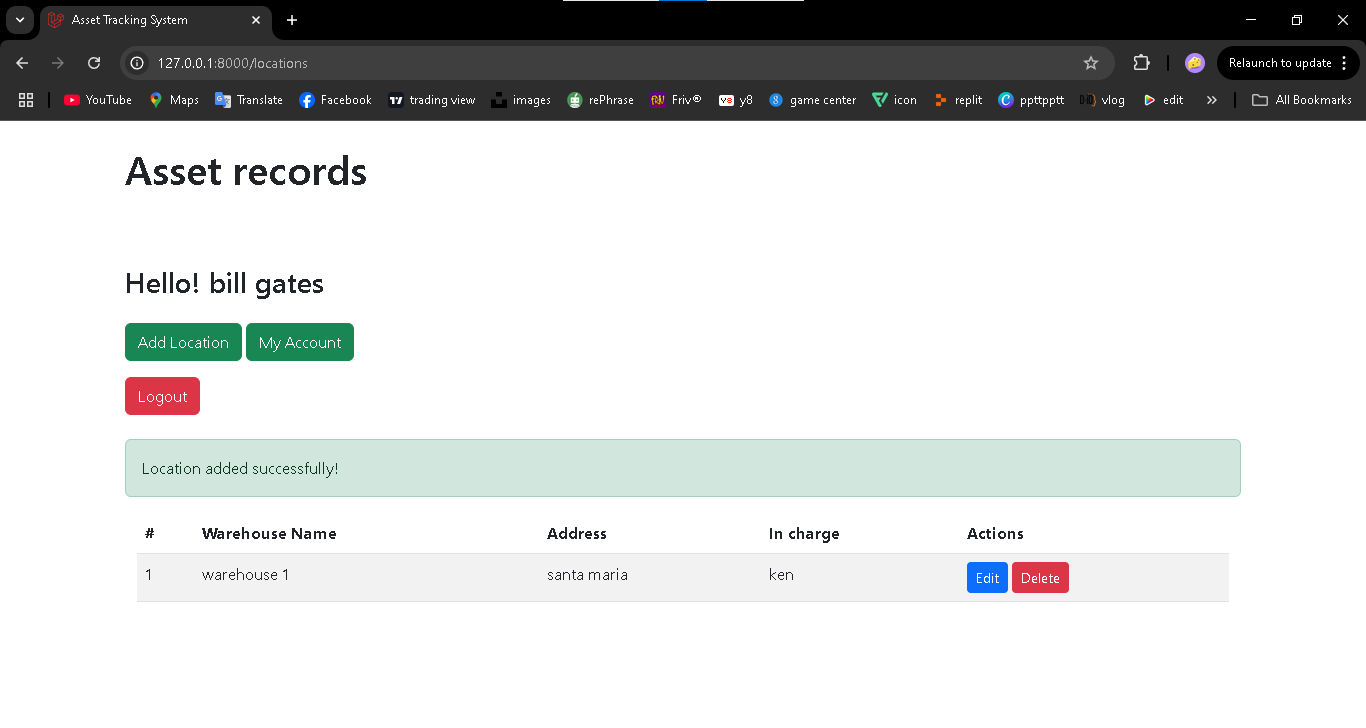 Asset Tracking System
127.0.0.1:8000/locations
Relaunch to update
YouTube Maps Translate Facebook trading view images rePhrase Friv® y8 game center icon replit ppttpptt vlog edit » All Bookmarks
Asset records
Hello! bill gates
Add Location My Account
Logout
Location added successfully!
# Warehouse Name Address In charge Actions
1 warehouse 1 santa maria ken Edit Delete